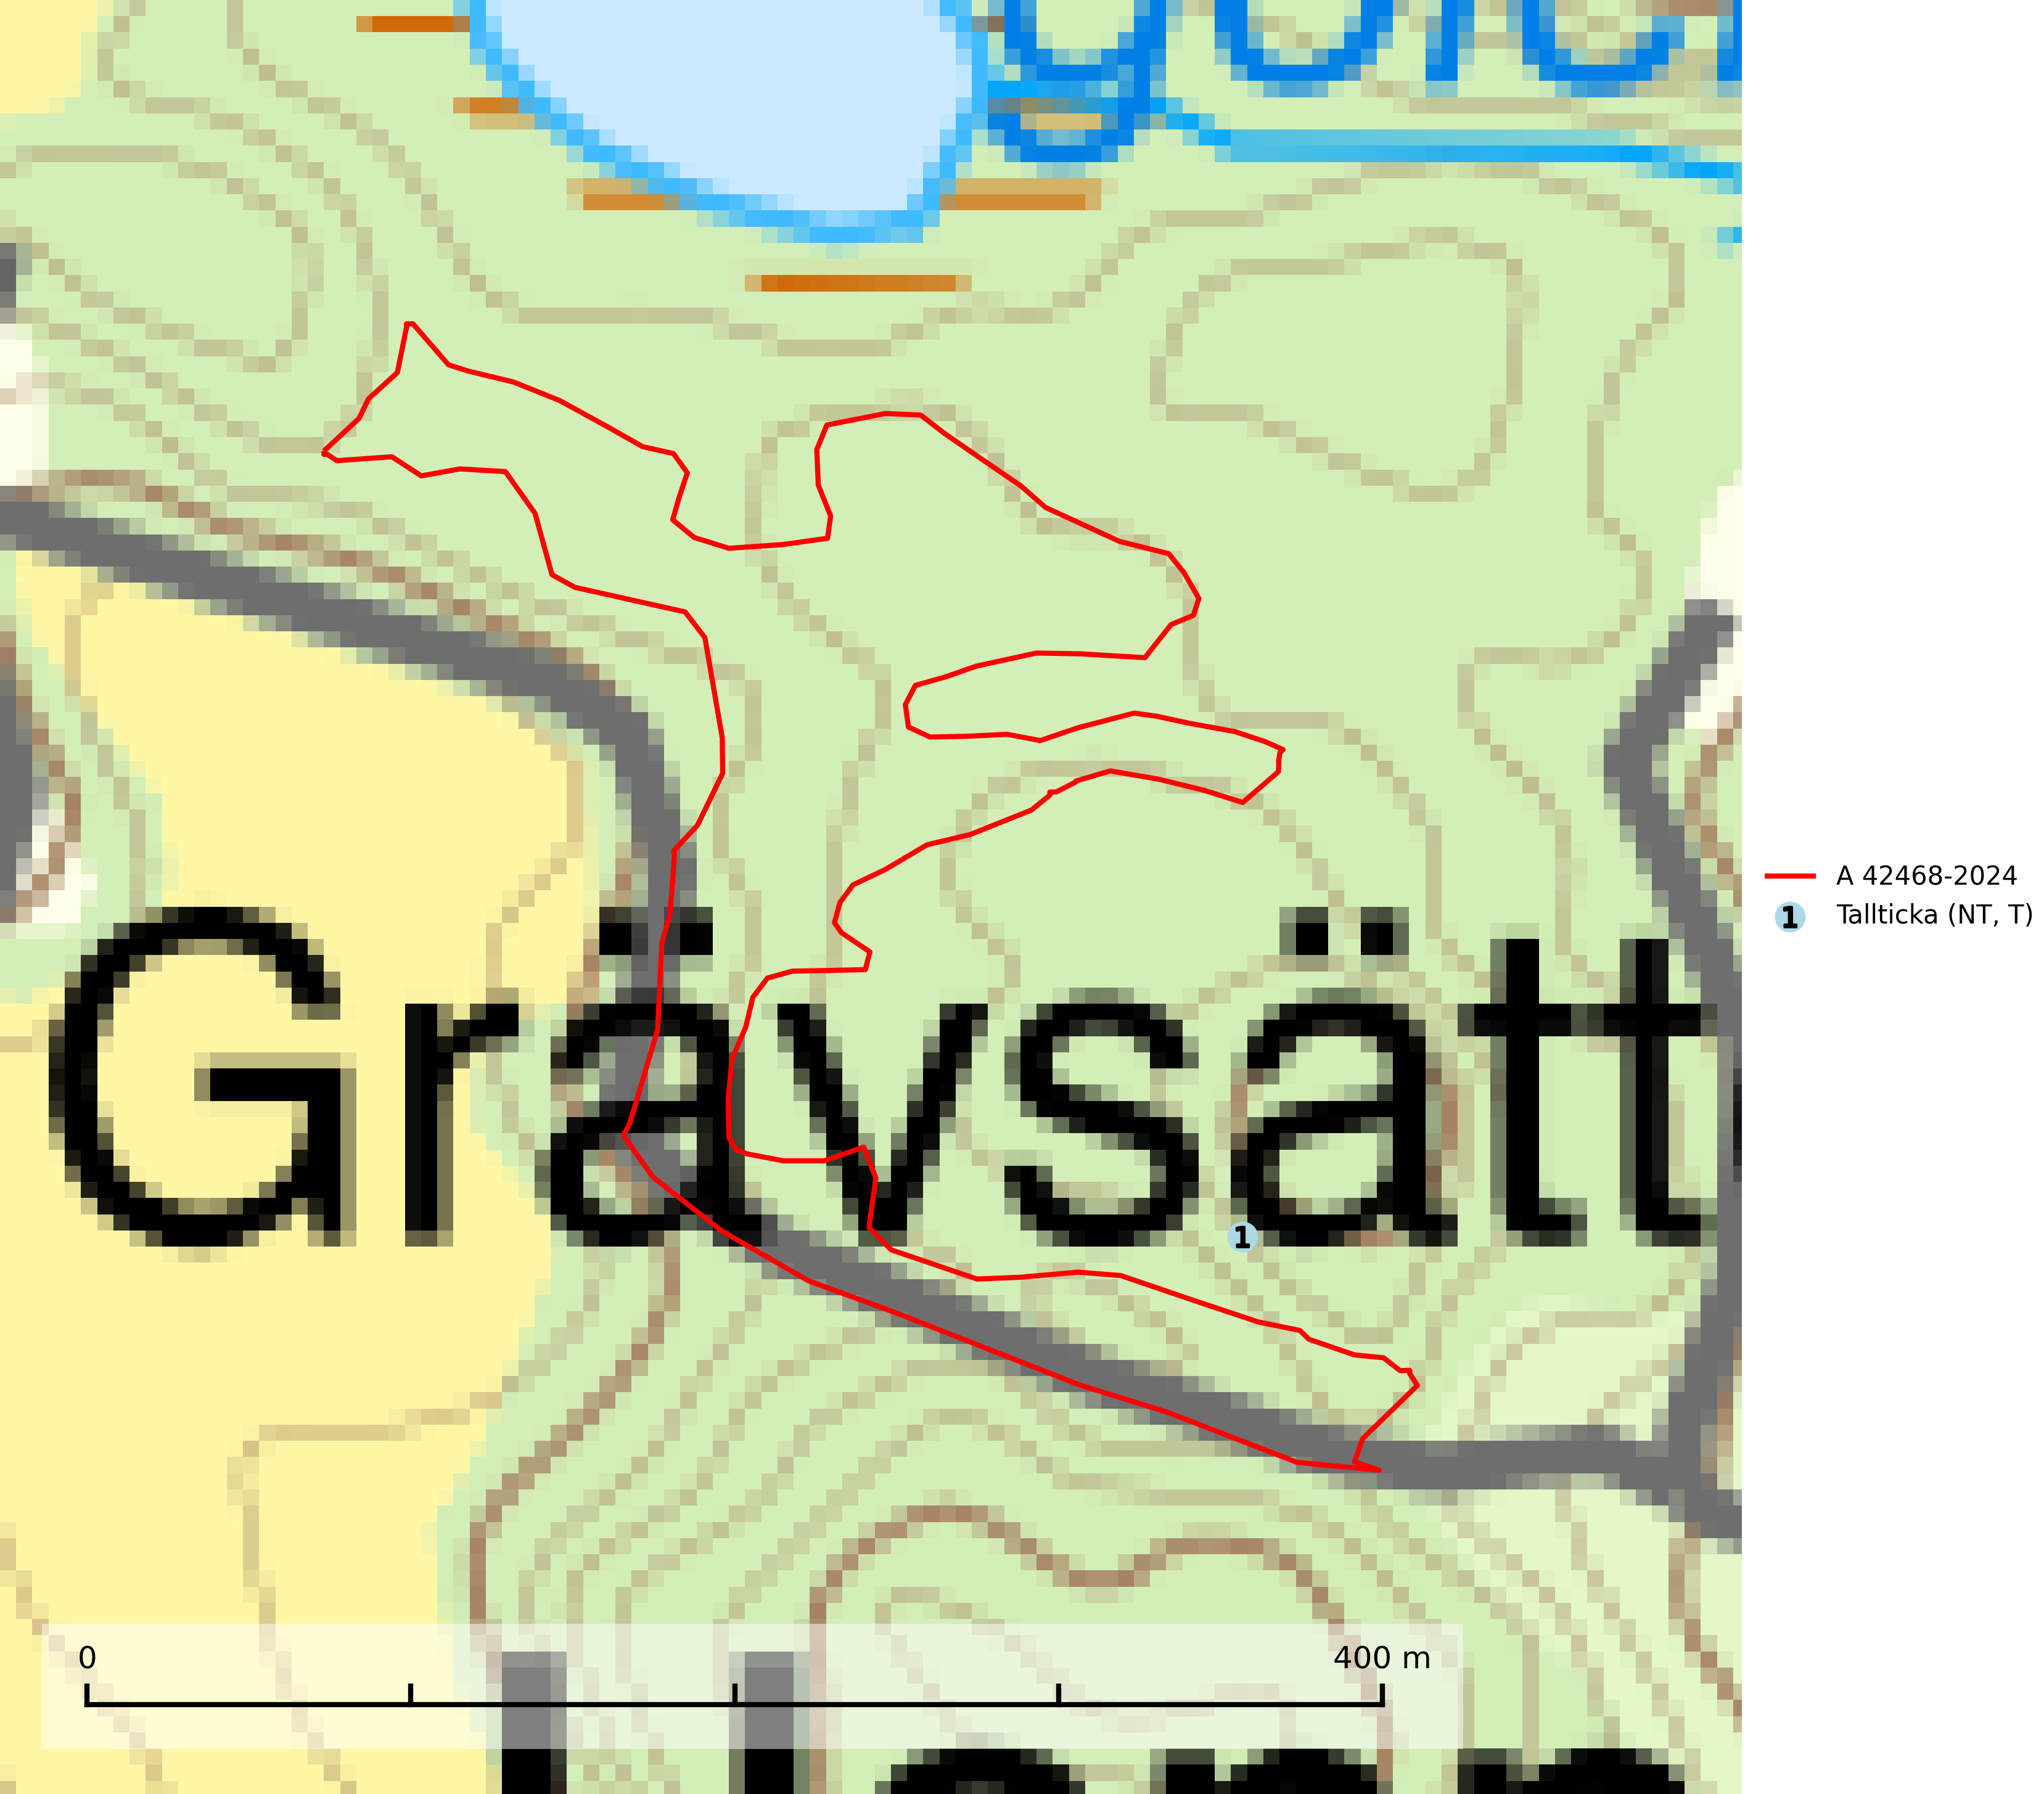 Grävsätt
1
0
400 m
A 42468-2024
1
Tallticka (NT, T)